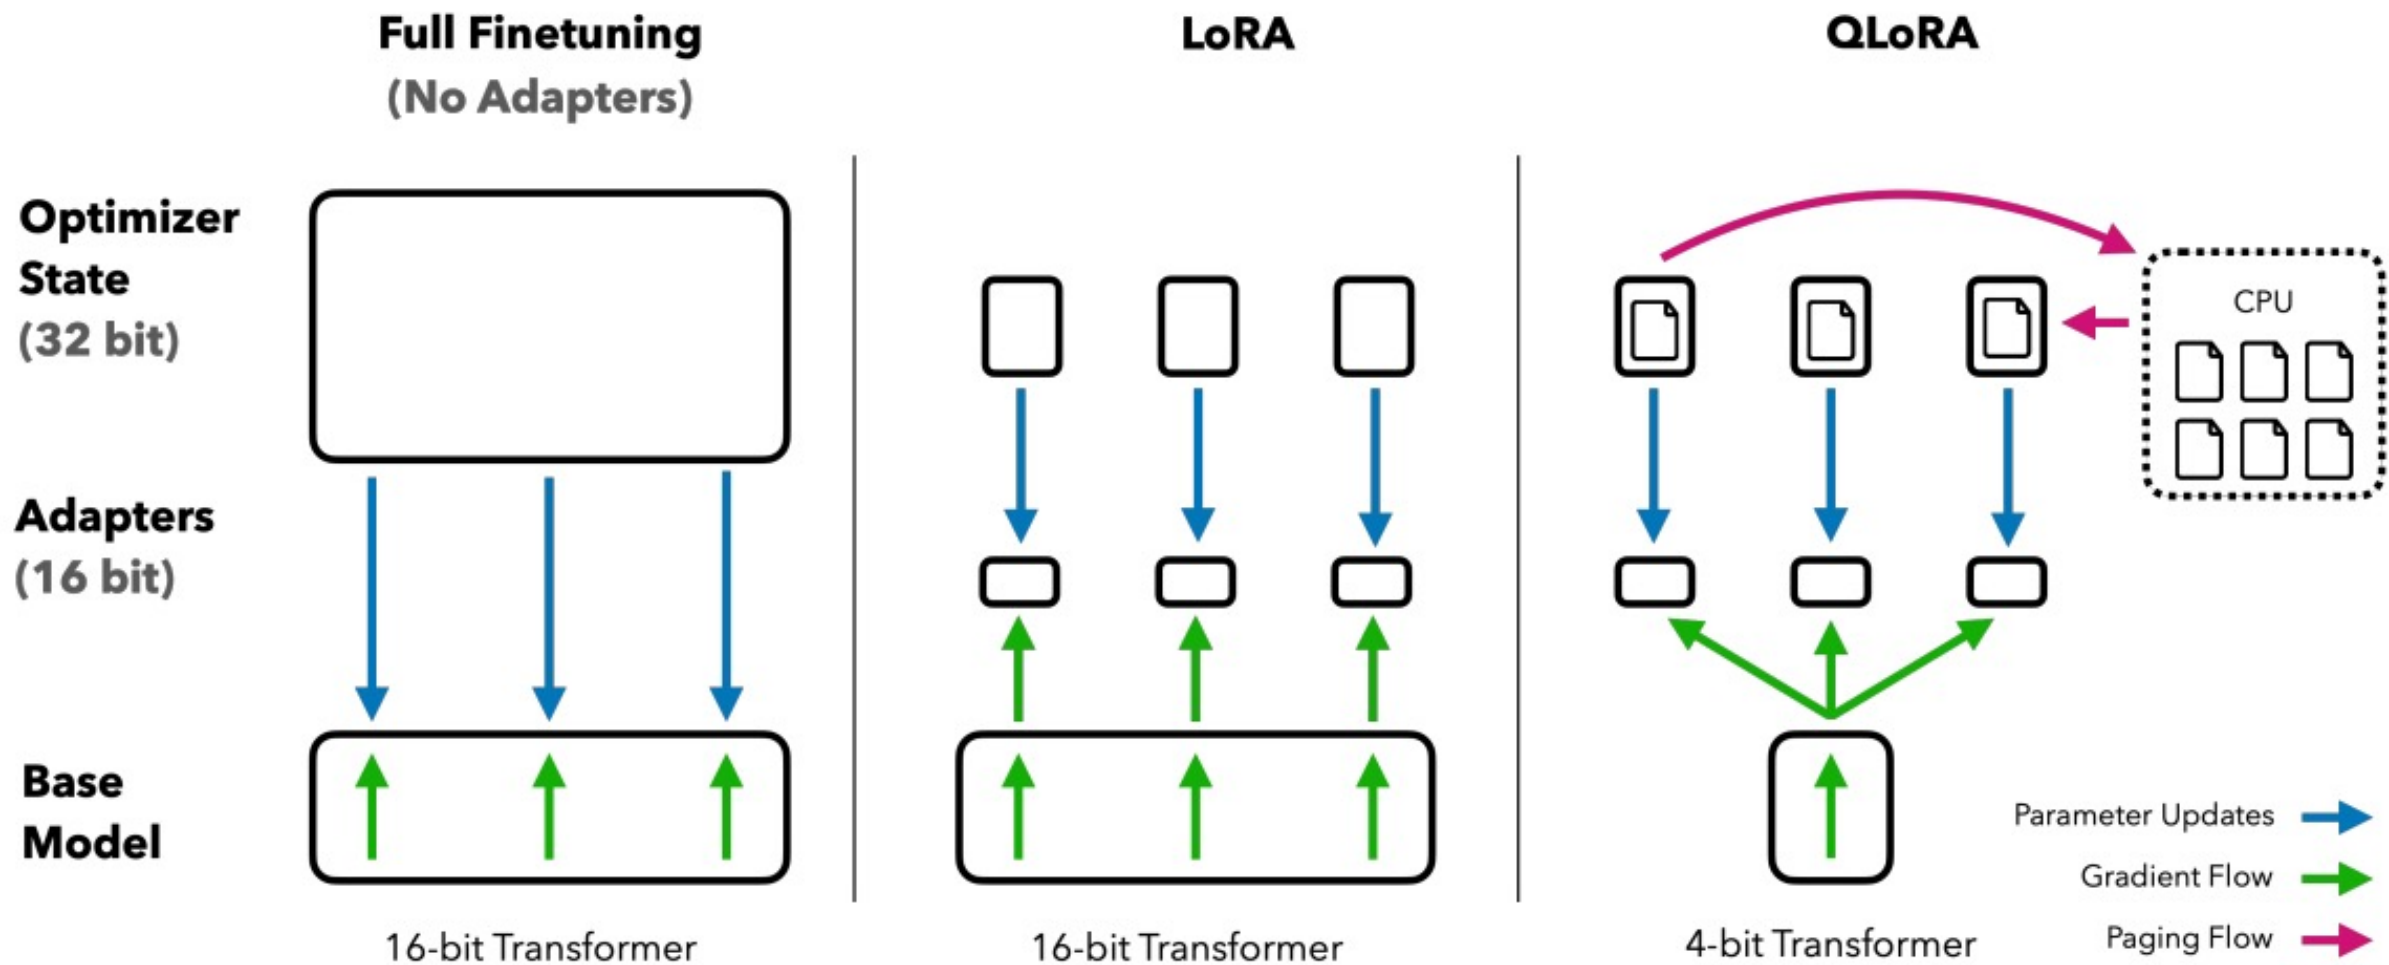 Full Finetuning
(No Adapters)
LoRA
QLoRA
Optimizer
State
(32 bit)
CPU
Adapters
(16 bit)
Base
Model
Parameter Updates
Gradient Flow
Paging Flow
16-bit Transformer
16-bit Transformer
4-bit Transformer